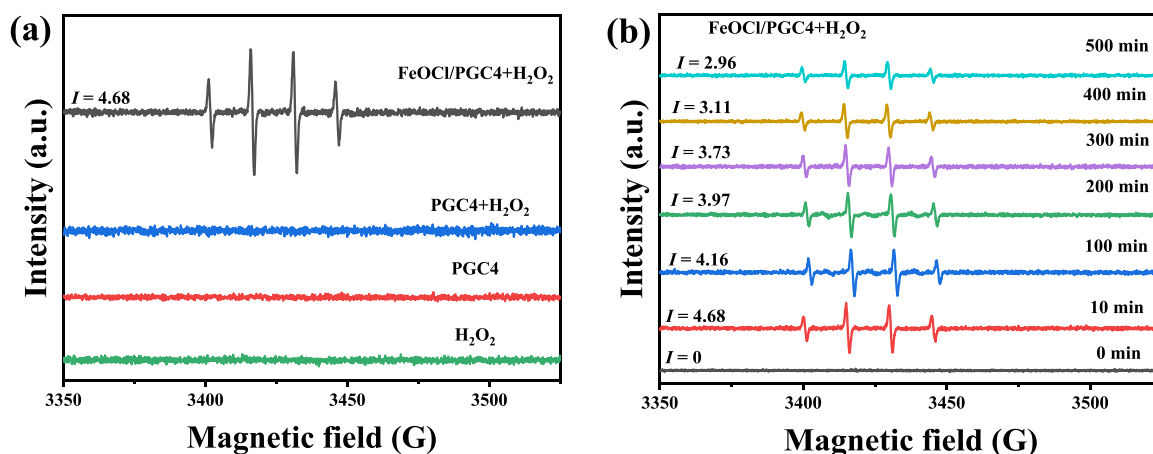 (a)
FeOCl/PGC4+H₂O₂
I = 4.68
PGC4+H₂O₂
PGC4
H₂O₂
Intensity (a.u.)
3350 3400 3450 3500
Magnetic field (G)
(b)
FeOCl/PGC4+H₂O₂
500 min
I = 2.96
400 min
I = 3.11
300 min
I = 3.73
200 min
I = 3.97
100 min
I = 4.16
10 min
I = 4.68
0 min
I = 0
Intensity (a.u.)
3350 3400 3450 3500
Magnetic field (G)